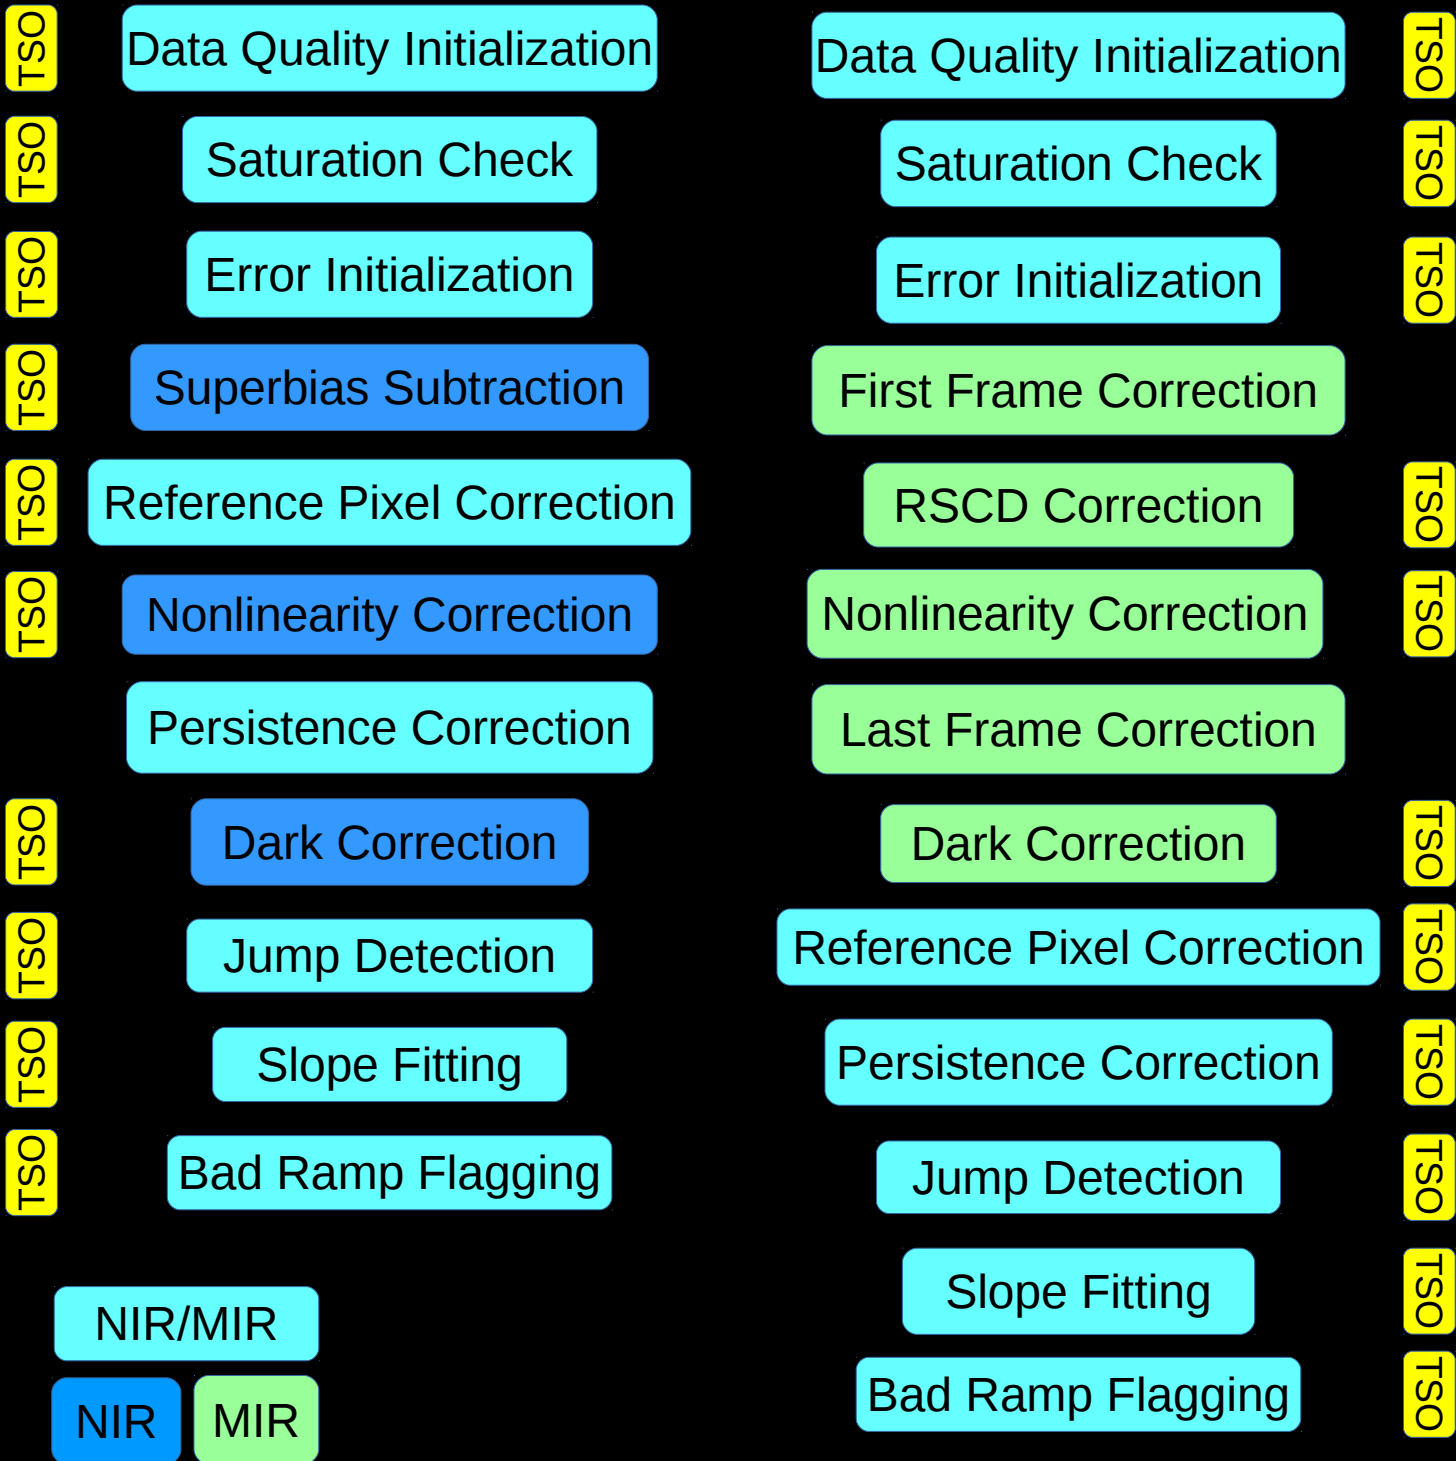 TSO Data Quality Initialization
TSO Saturation Check
TSO Error Initialization
TSO Superbias Subtraction
TSO Reference Pixel Correction
TSO Nonlinearity Correction
Persistence Correction
TSO Dark Correction
TSO Jump Detection
TSO Slope Fitting
TSO Bad Ramp Flagging
NIR/MIR
NIR MIR
Data Quality Initialization TSO
Saturation Check TSO
Error Initialization TSO
First Frame Correction
RSCD Correction TSO
Nonlinearity Correction TSO
Last Frame Correction
Dark Correction TSO
Reference Pixel Correction TSO
Persistence Correction TSO
Jump Detection TSO
Slope Fitting TSO
Bad Ramp Flagging TSO